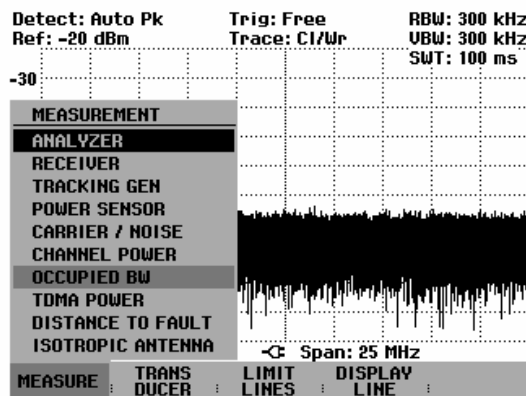 Detect: Auto Pk Trig: Free RBW: 300 kHz
Ref: -20 dBm Trace: Cl/Wr VBW: 300 kHz
SWT: 100 ms
-30
MEASUREMENT
ANALYZER
RECEIVER
TRACKING GEN
POWER SENSOR
CARRIER / NOISE
CHANNEL POWER
OCCUPIED BW
TDMA POWER
DISTANCE TO FAULT
ISOTROPIC ANTENNA
Span: 25 MHz
MEASURE TRANS LIMIT DISPLAY
DUCER LINES LINE